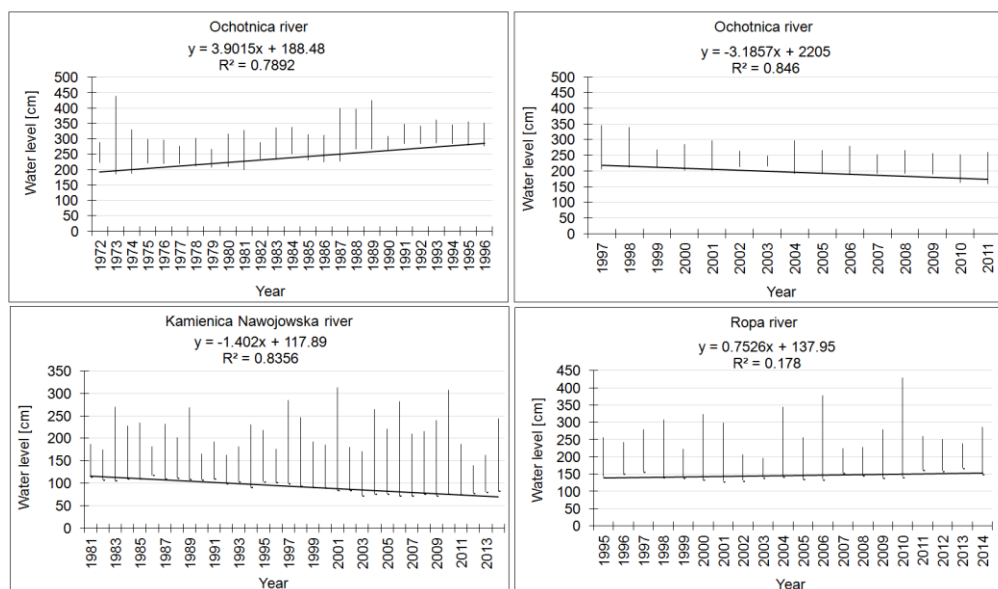 Ochotnica river
y = 3.9015x + 188.48
R² = 0.7892
Water level [cm]
500
450
400
350
300
250
200
150
100
50
0
1972 1973 1974 1975 1976 1977 1978 1979 1980 1981 1982 1983 1984 1985 1986 1987 1988 1989 1990 1991 1992 1993 1994 1995 1996
Year
Ochotnica river
y = -3.1857x + 2205
R² = 0.846
Water level [cm]
500
450
400
350
300
250
200
150
100
50
0
1997 1998 1999 2000 2001 2002 2003 2004 2005 2006 2007 2008 2009 2010 2011
Year
Kamienica Nawojowska river
y = -1.402x + 117.89
R² = 0.8356
Water level [cm]
350
300
250
200
150
100
50
0
1981 1983 1985 1987 1989 1991 1993 1995 1997 1999 2001 2003 2005 2007 2009 2011 2013
Year
Ropa river
y = 0.7526x + 137.95
R² = 0.178
Water level [cm]
450
400
350
300
250
200
150
100
50
0
1995 1996 1997 1998 1999 2000 2001 2002 2003 2004 2005 2006 2007 2008 2009 2010 2011 2012 2013 2014
Year